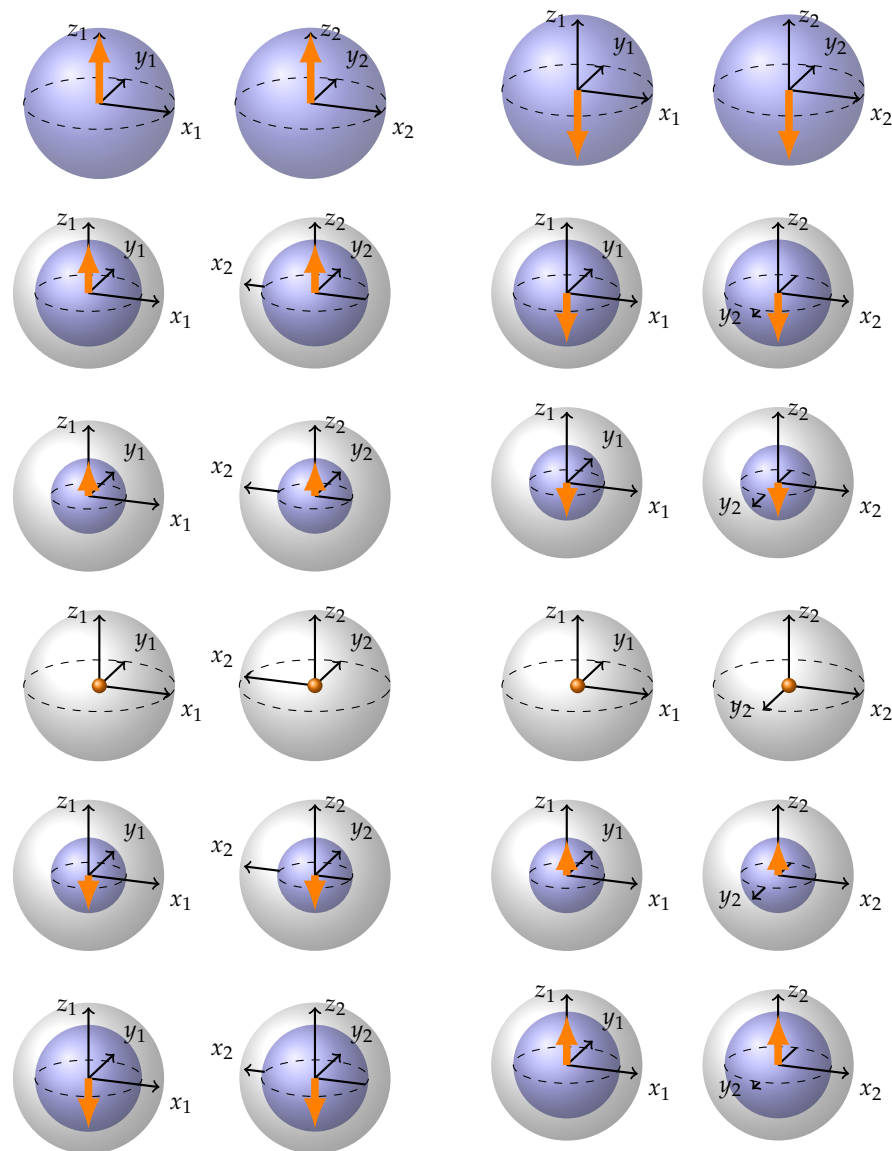 z₁ y₁ x₁ z₂ y₂ x₂ z₁ y₁ x₁ z₂ y₂ x₂
z₁ y₁ x₁ x₂ z₂ y₂ z₁ y₁ x₁ z₂ y₂ x₂
z₁ y₁ x₁ x₂ z₂ y₂ z₁ y₁ x₁ z₂ y₂ x₂
z₁ y₁ x₁ x₂ z₂ y₂ z₁ y₁ x₁ z₂ y₂ x₂
z₁ y₁ x₁ x₂ z₂ y₂ z₁ y₁ x₁ z₂ y₂ x₂
z₁ y₁ x₁ x₂ z₂ y₂ z₁ y₁ x₁ z₂ y₂ x₂